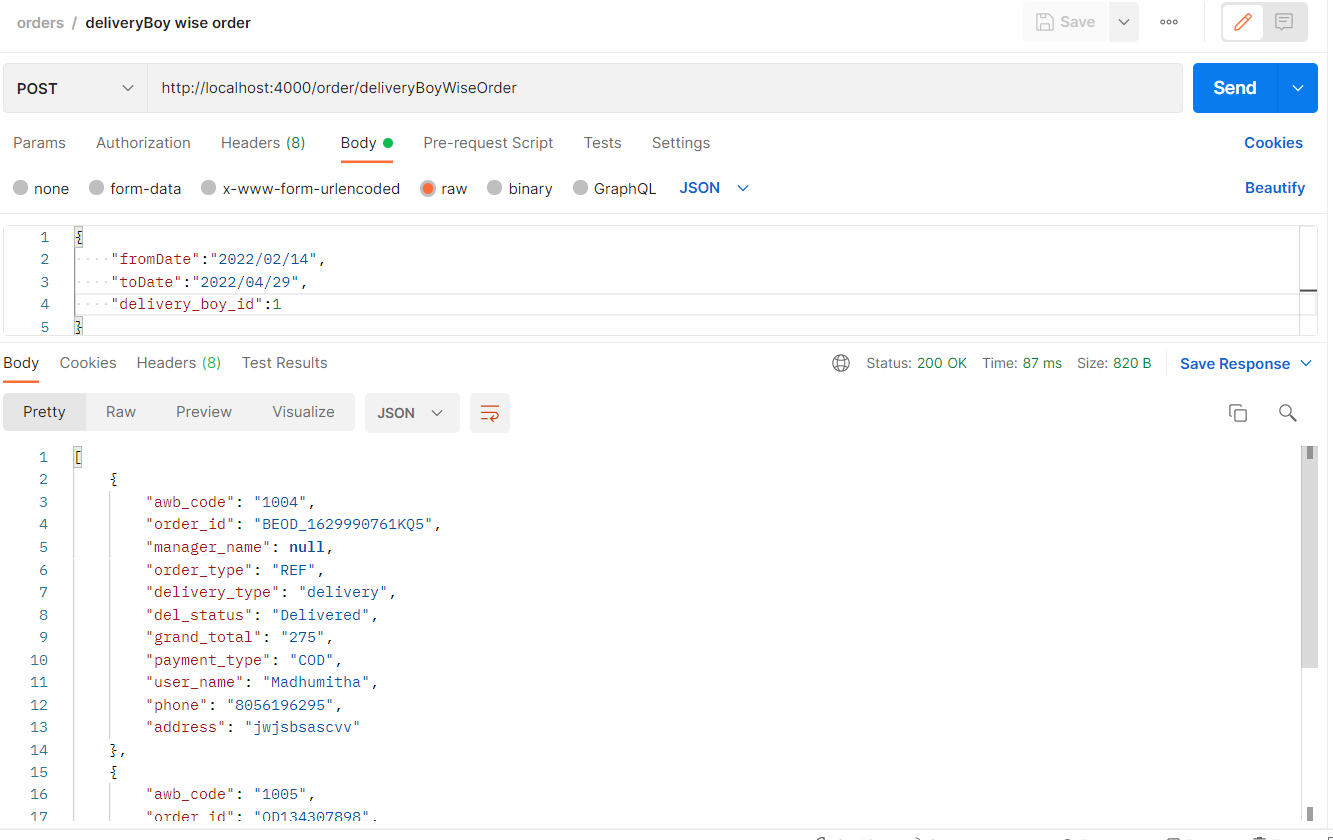 orders / deliveryBoy wise order
Save
POST http://localhost:4000/order/deliveryBoyWiseOrder Send
Params Authorization Headers (8) Body Pre-request Script Tests Settings Cookies
none form-data x-www-form-urlencoded raw binary GraphQL JSON Beautify
1 {
2 "fromDate":"2022/02/14",
3 "toDate":"2022/04/29",
4 "delivery_boy_id":1
5 }
Body Cookies Headers (8) Test Results Status: 200 OK Time: 87 ms Size: 820 B Save Response
Pretty Raw Preview Visualize JSON
1 [
2 {
3 "awb_code": "1004",
4 "order_id": "BEOD_1629990761KQ5",
5 "manager_name": null,
6 "order_type": "REF",
7 "delivery_type": "delivery",
8 "del_status": "Delivered",
9 "grand_total": "275",
10 "payment_type": "COD",
11 "user_name": "Madhumitha",
12 "phone": "8056196295",
13 "address": "jwjsbsascvv"
14 },
15 {
16 "awb_code": "1005",
17 "order_id": "OD134307898",